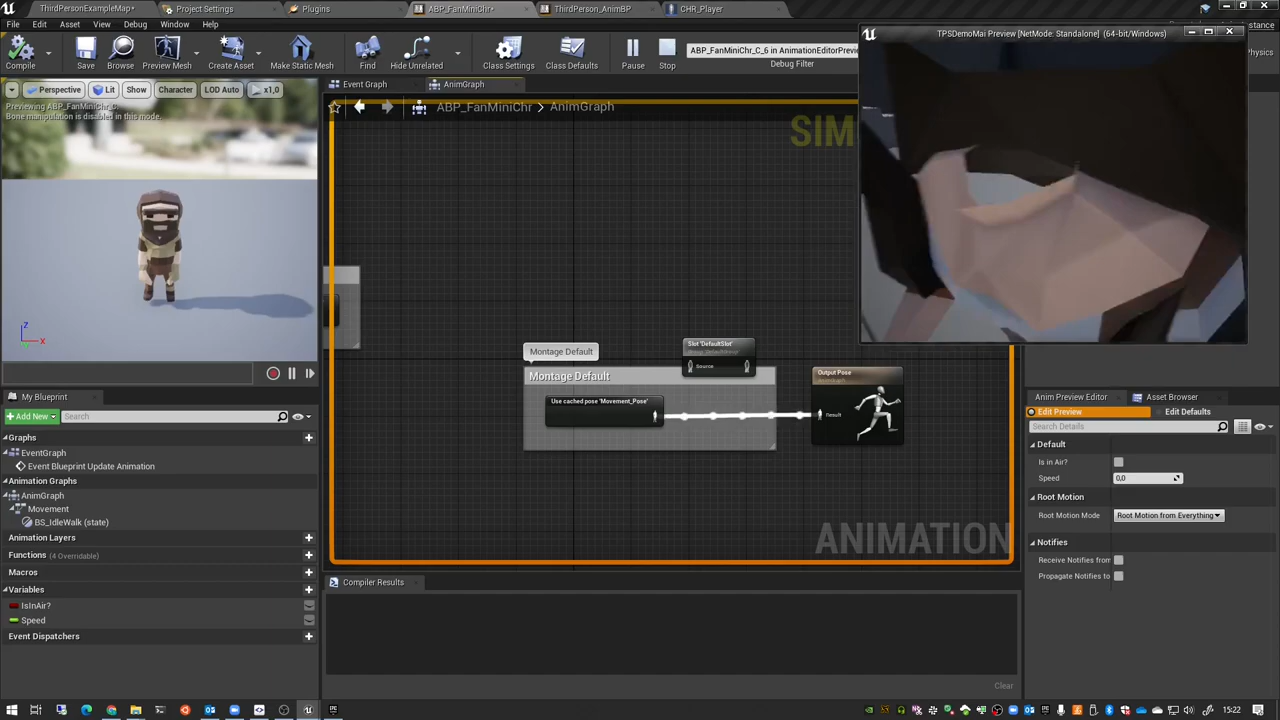 ThirdPersonExampleMap*
Project Settings
Plugins
ABP_FanMiniChr*
ThirdPerson_AnimBP
CHR_Player
File
Edit
Asset
View
Debug
Window
Help
TPSDemoMai Preview [NetMode: Standalone] (64-bit/Windows)
Compile
Save
Browse
Preview Mesh
Create Asset
Make Static Mesh
Find
Hide Unrelated
Class Settings
Class Defaults
Pause
Stop
ABP_FanMiniChr_C_6 in AnimationEditorPrevie
Debug Filter
Perspective
Lit
Show
Character
LOD Auto
x1,0
Previewing ABP_FanMiniChr_C.
Bone manipulation is disabled in this mode.
Event Graph
AnimGraph
ABP_FanMiniChr > AnimGraph
SIM
Montage Default
Montage Default
Slot 'DefaultSlot'
Group 'DefaultGroup'
Source
Use cached pose 'Movement_Pose'
Output Pose
AnimGraph
Result
ANIMATION
Z
X
My Blueprint
Add New
Search
Graphs
EventGraph
Event Blueprint Update Animation
Animation Graphs
AnimGraph
Movement
BS_IdleWalk (state)
Animation Layers
Functions (4 Overridable)
Macros
Variables
IsInAir?
Speed
Event Dispatchers
Compiler Results
Clear
Anim Preview Editor
Asset Browser
Edit Preview
Edit Defaults
Search Details
Default
Is in Air?
Speed
0,0
Root Motion
Root Motion Mode
Root Motion from Everything
Notifies
Receive Notifies from
Propagate Notifies to
15:22